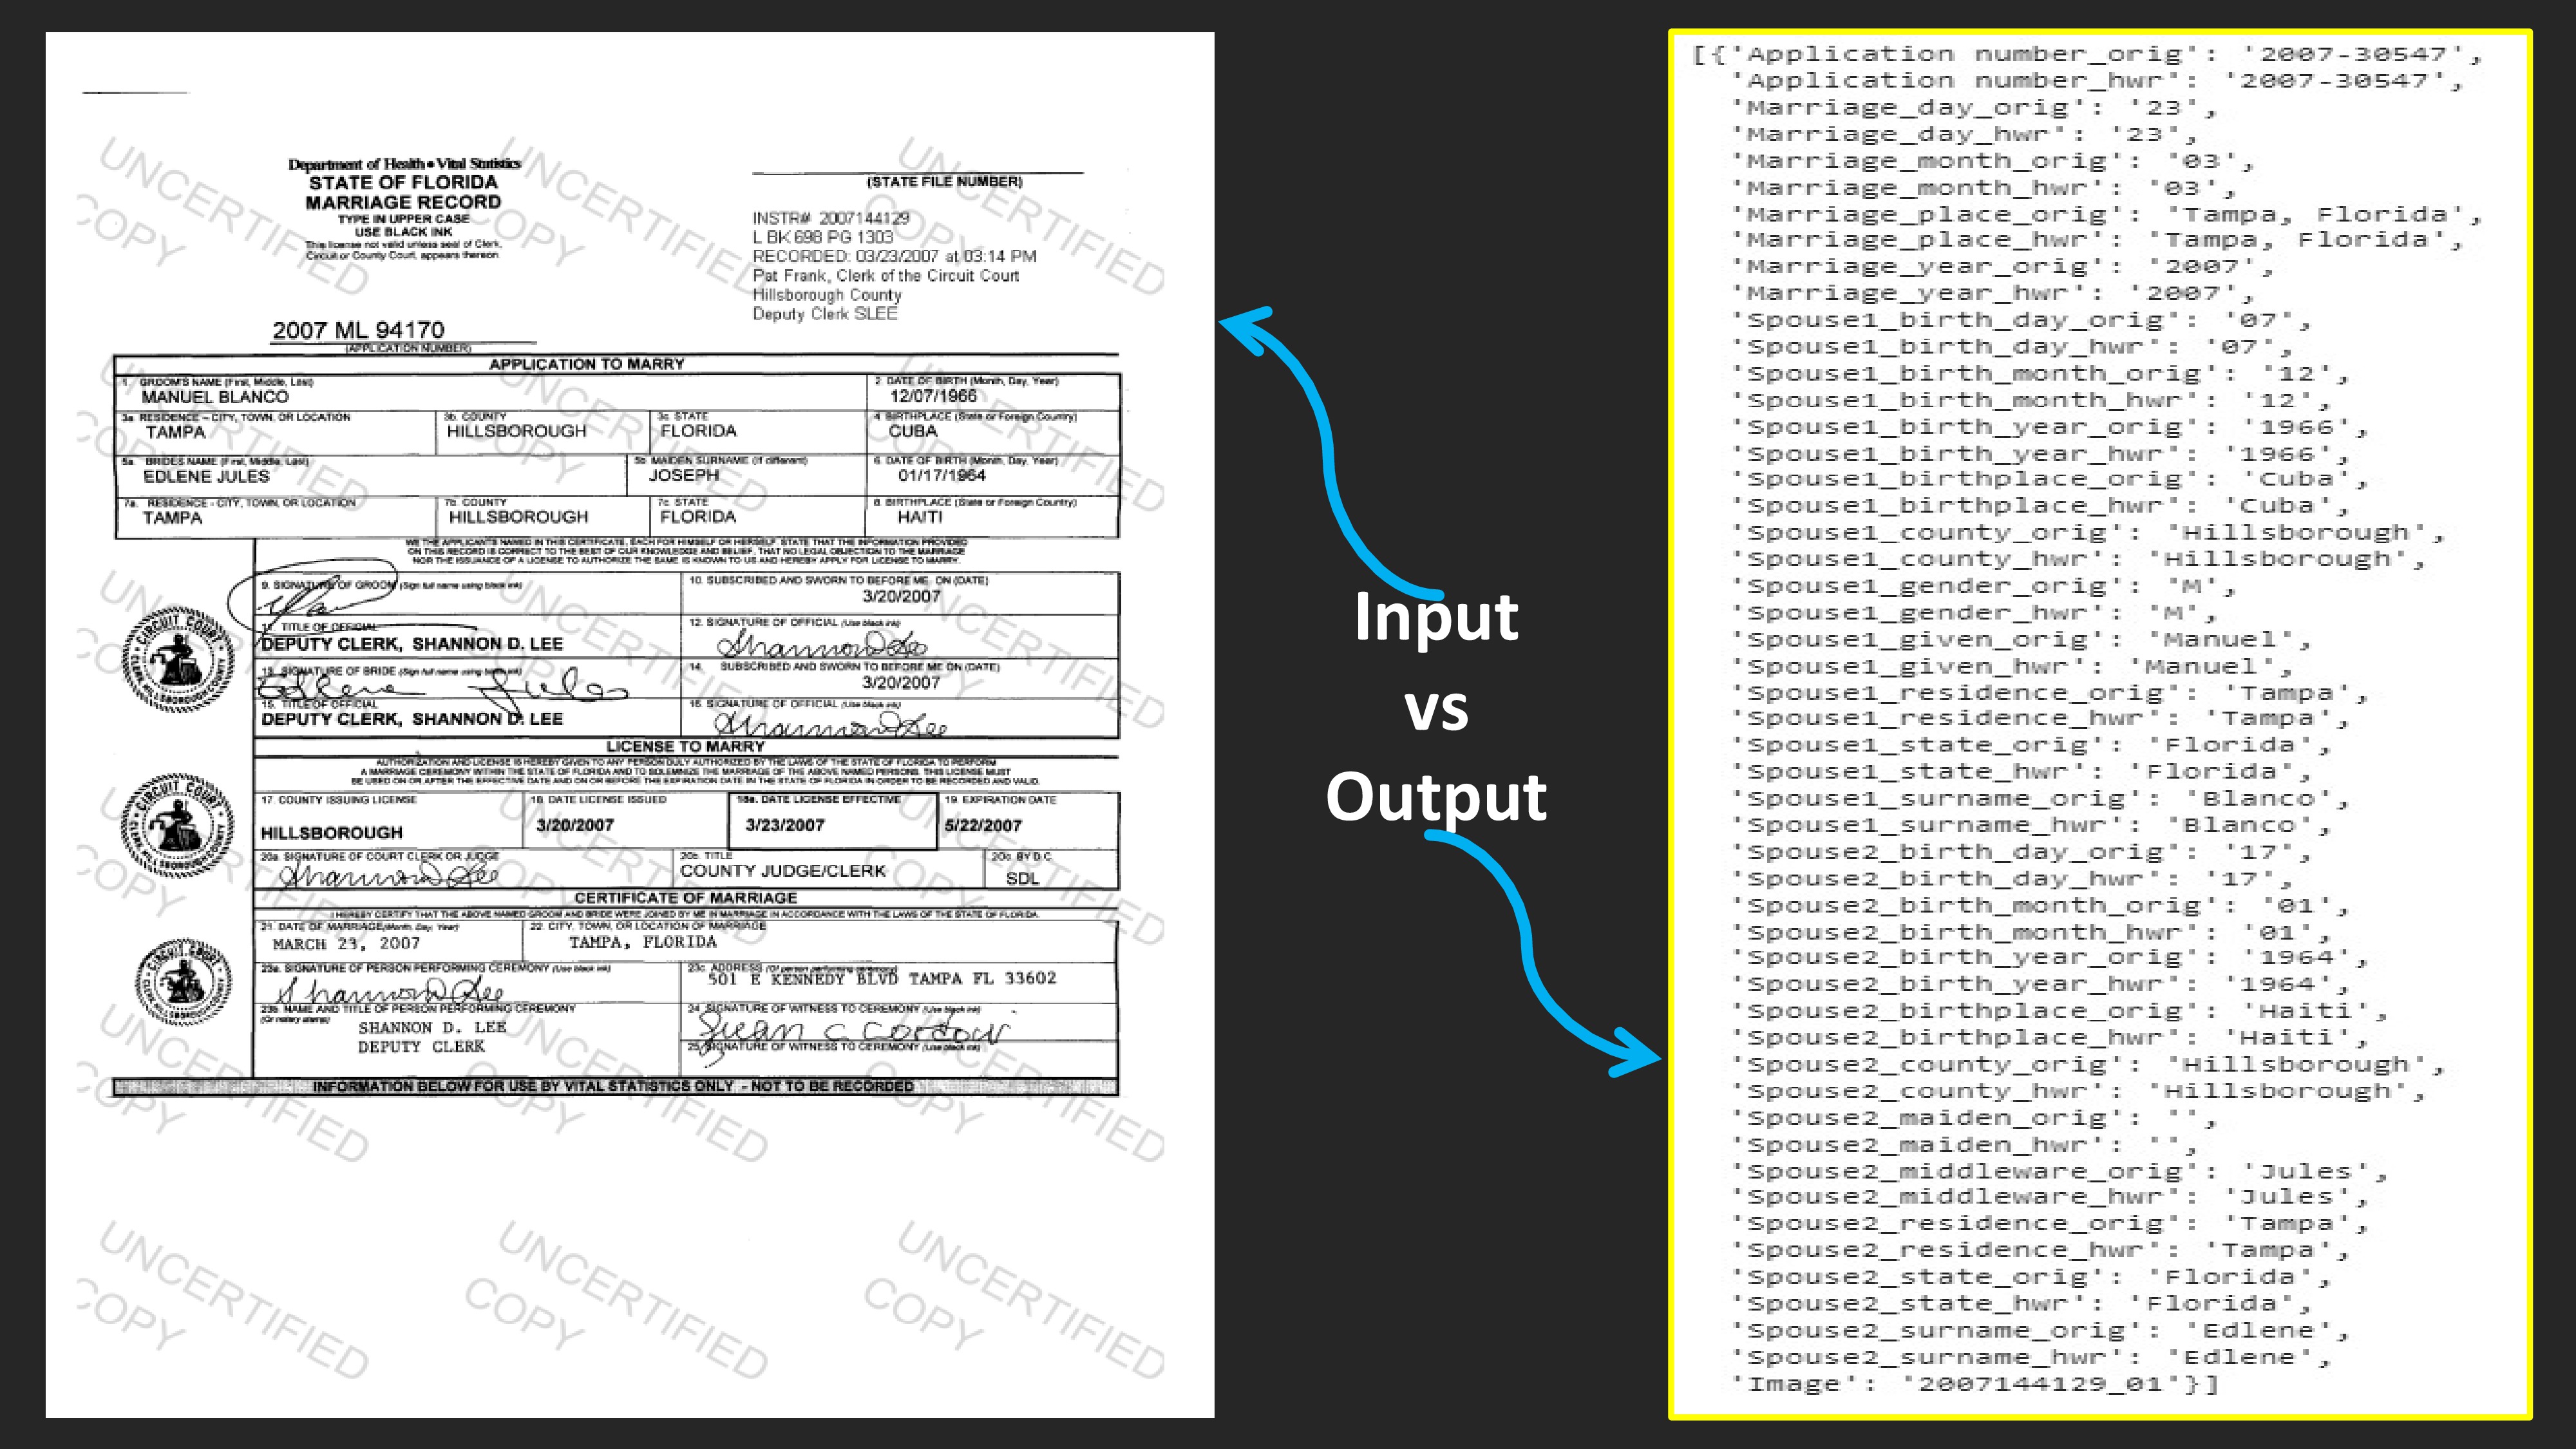 Department of Health • Vital Statistics
STATE OF FLORIDA
MARRIAGE RECORD
TYPE IN UPPER CASE
USE BLACK INK
This license not valid unless seal of Clerk,
Circuit or County Court, appears thereon.
(STATE FILE NUMBER)
INSTR# 2007144129
L BK 698 PG 1303
RECORDED: 03/23/2007 at 03:14 PM
Pat Frank, Clerk of the Circuit Court
Hillsborough County
Deputy Clerk SLEE
2007 ML 94170
(APPLICATION NUMBER)
APPLICATION TO MARRY
1. GROOM'S NAME (First, Middle, Last)
MANUEL BLANCO
2. DATE OF BIRTH (Month, Day, Year)
12/07/1966
3a. RESIDENCE – CITY, TOWN, OR LOCATION
TAMPA
3b. COUNTY
HILLSBOROUGH
3c. STATE
FLORIDA
4. BIRTHPLACE (State or Foreign Country)
CUBA
5a. BRIDES NAME (First, Middle, Last)
EDLENE JULES
5b. MAIDEN SURNAME (If different)
JOSEPH
6. DATE OF BIRTH (Month, Day, Year)
01/17/1964
7a. RESIDENCE - CITY, TOWN, OR LOCATION
TAMPA
7b. COUNTY
HILLSBOROUGH
7c. STATE
FLORIDA
8. BIRTHPLACE (State or Foreign Country)
HAITI
WE THE APPLICANTS NAMED IN THIS CERTIFICATE, EACH FOR HIMSELF OR HERSELF, STATE THAT THE INFORMATION PROVIDED
ON THIS RECORD IS CORRECT TO THE BEST OF OUR KNOWLEDGE AND BELIEF, THAT NO LEGAL OBJECTION TO THE MARRIAGE
NOR THE ISSUANCE OF A LICENSE TO AUTHORIZE THE SAME IS KNOWN TO US AND HEREBY APPLY FOR LICENSE TO MARRY.
9. SIGNATURE OF GROOM (Sign full name using black ink)
10. SUBSCRIBED AND SWORN TO BEFORE ME ON (DATE)
3/20/2007
11. TITLE OF OFFICIAL
DEPUTY CLERK, SHANNON D. LEE
12. SIGNATURE OF OFFICIAL (Use black ink)
Shannon D Lee
13. SIGNATURE OF BRIDE (Sign full name using black ink)
Edlene Jules
14. SUBSCRIBED AND SWORN TO BEFORE ME ON (DATE)
3/20/2007
15. TITLE OF OFFICIAL
DEPUTY CLERK, SHANNON D. LEE
16. SIGNATURE OF OFFICIAL (Use black ink)
Shannon D Lee
LICENSE TO MARRY
AUTHORIZATION AND LICENSE IS HEREBY GIVEN TO ANY PERSON DULY AUTHORIZED BY THE LAWS OF THE STATE OF FLORIDA TO PERFORM
A MARRIAGE CEREMONY WITHIN THE STATE OF FLORIDA AND TO SOLEMNIZE THE MARRIAGE OF THE ABOVE NAMED PERSONS. THIS LICENSE MUST
BE USED ON OR AFTER THE EFFECTIVE DATE AND ON OR BEFORE THE EXPIRATION DATE IN THE STATE OF FLORIDA IN ORDER TO BE RECORDED AND VALID.
17. COUNTY ISSUING LICENSE
HILLSBOROUGH
18. DATE LICENSE ISSUED
3/20/2007
18a. DATE LICENSE EFFECTIVE
3/23/2007
19. EXPIRATION DATE
5/22/2007
20a. SIGNATURE OF COURT CLERK OR JUDGE
Shannon D Lee
20b. TITLE
COUNTY JUDGE/CLERK
20c. BY D.C.
SDL
CERTIFICATE OF MARRIAGE
I HEREBY CERTIFY THAT THE ABOVE NAMED GROOM AND BRIDE WERE JOINED BY ME IN MARRIAGE IN ACCORDANCE WITH THE LAWS OF THE STATE OF FLORIDA.
21. DATE OF MARRIAGE (Month, Day, Year)
MARCH 23, 2007
22. CITY, TOWN, OR LOCATION OF MARRIAGE
TAMPA, FLORIDA
23a. SIGNATURE OF PERSON PERFORMING CEREMONY (Use black ink)
Shannon D Lee
23c. ADDRESS (Of person performing ceremony)
501 E KENNEDY BLVD TAMPA FL 33602
23b. NAME AND TITLE OF PERSON PERFORMING CEREMONY
(Or notary stamp)
SHANNON D. LEE
DEPUTY CLERK
24. SIGNATURE OF WITNESS TO CEREMONY (Use black ink)
25. SIGNATURE OF WITNESS TO CEREMONY (Use black ink)
INFORMATION BELOW FOR USE BY VITAL STATISTICS ONLY - NOT TO BE RECORDED
UNCERTIFIED COPY
Input
vs
Output
[{'Application number_orig': '2007-30547',
'Application number_hwr': '2007-30547',
'Marriage_day_orig': '23',
'Marriage_day_hwr': '23',
'Marriage_month_orig': '03',
'Marriage_month_hwr': '03',
'Marriage_place_orig': 'Tampa, Florida',
'Marriage_place_hwr': 'Tampa, Florida',
'Marriage_year_orig': '2007',
'Marriage_year_hwr': '2007',
'Spouse1_birth_day_orig': '07',
'Spouse1_birth_day_hwr': '07',
'Spouse1_birth_month_orig': '12',
'Spouse1_birth_month_hwr': '12',
'Spouse1_birth_year_orig': '1966',
'Spouse1_birth_year_hwr': '1966',
'Spouse1_birthplace_orig': 'Cuba',
'Spouse1_birthplace_hwr': 'Cuba',
'Spouse1_county_orig': 'Hillsborough',
'Spouse1_county_hwr': 'Hillsborough',
'Spouse1_gender_orig': 'M',
'Spouse1_gender_hwr': 'M',
'Spouse1_given_orig': 'Manuel',
'Spouse1_given_hwr': 'Manuel',
'Spouse1_residence_orig': 'Tampa',
'Spouse1_residence_hwr': 'Tampa',
'Spouse1_state_orig': 'Florida',
'Spouse1_state_hwr': 'Florida',
'Spouse1_surname_orig': 'Blanco',
'Spouse1_surname_hwr': 'Blanco',
'Spouse2_birth_day_orig': '17',
'Spouse2_birth_day_hwr': '17',
'Spouse2_birth_month_orig': '01',
'Spouse2_birth_month_hwr': '01',
'Spouse2_birth_year_orig': '1964',
'Spouse2_birth_year_hwr': '1964',
'Spouse2_birthplace_orig': 'Haiti',
'Spouse2_birthplace_hwr': 'Haiti',
'Spouse2_county_orig': 'Hillsborough',
'Spouse2_county_hwr': 'Hillsborough',
'Spouse2_maiden_orig': '',
'Spouse2_maiden_hwr': '',
'Spouse2_middleware_orig': 'Jules',
'Spouse2_middleware_hwr': 'Jules',
'Spouse2_residence_orig': 'Tampa',
'Spouse2_residence_hwr': 'Tampa',
'Spouse2_state_orig': 'Florida',
'Spouse2_state_hwr': 'Florida',
'Spouse2_surname_orig': 'Edlene',
'Spouse2_surname_hwr': 'Edlene',
'Image': '2007144129_01'}]